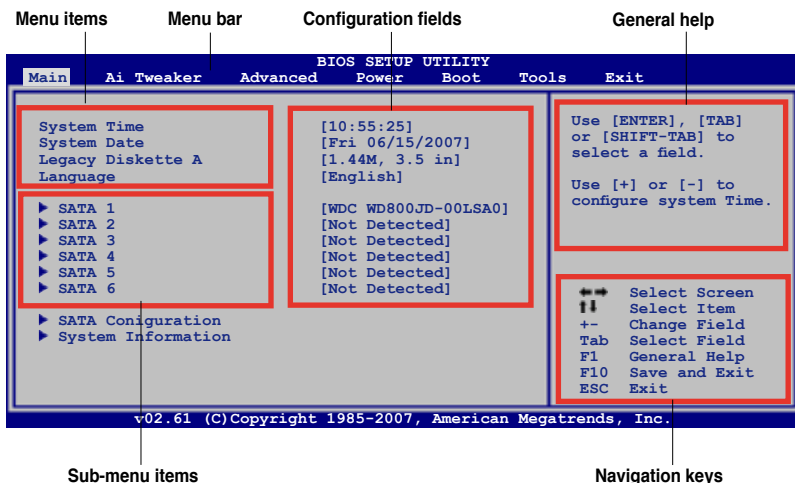 Menu items Menu bar Configuration fields General help
BIOS SETUP UTILITY
Main Ai Tweaker Advanced Power Boot Tools Exit
System Time [10:55:25]
System Date [Fri 06/15/2007]
Legacy Diskette A [1.44M, 3.5 in]
Language [English]
SATA 1 [WDC WD800JD-00LSA0]
SATA 2 [Not Detected]
SATA 3 [Not Detected]
SATA 4 [Not Detected]
SATA 5 [Not Detected]
SATA 6 [Not Detected]
SATA Coniguration
System Information
Use [ENTER], [TAB]
or [SHIFT-TAB] to
select a field.
Use [+] or [-] to
configure system Time.
Select Screen
Select Item
+- Change Field
Tab Select Field
F1 General Help
F10 Save and Exit
ESC Exit
v02.61 (C)Copyright 1985-2007, American Megatrends, Inc.
Sub-menu items Navigation keys